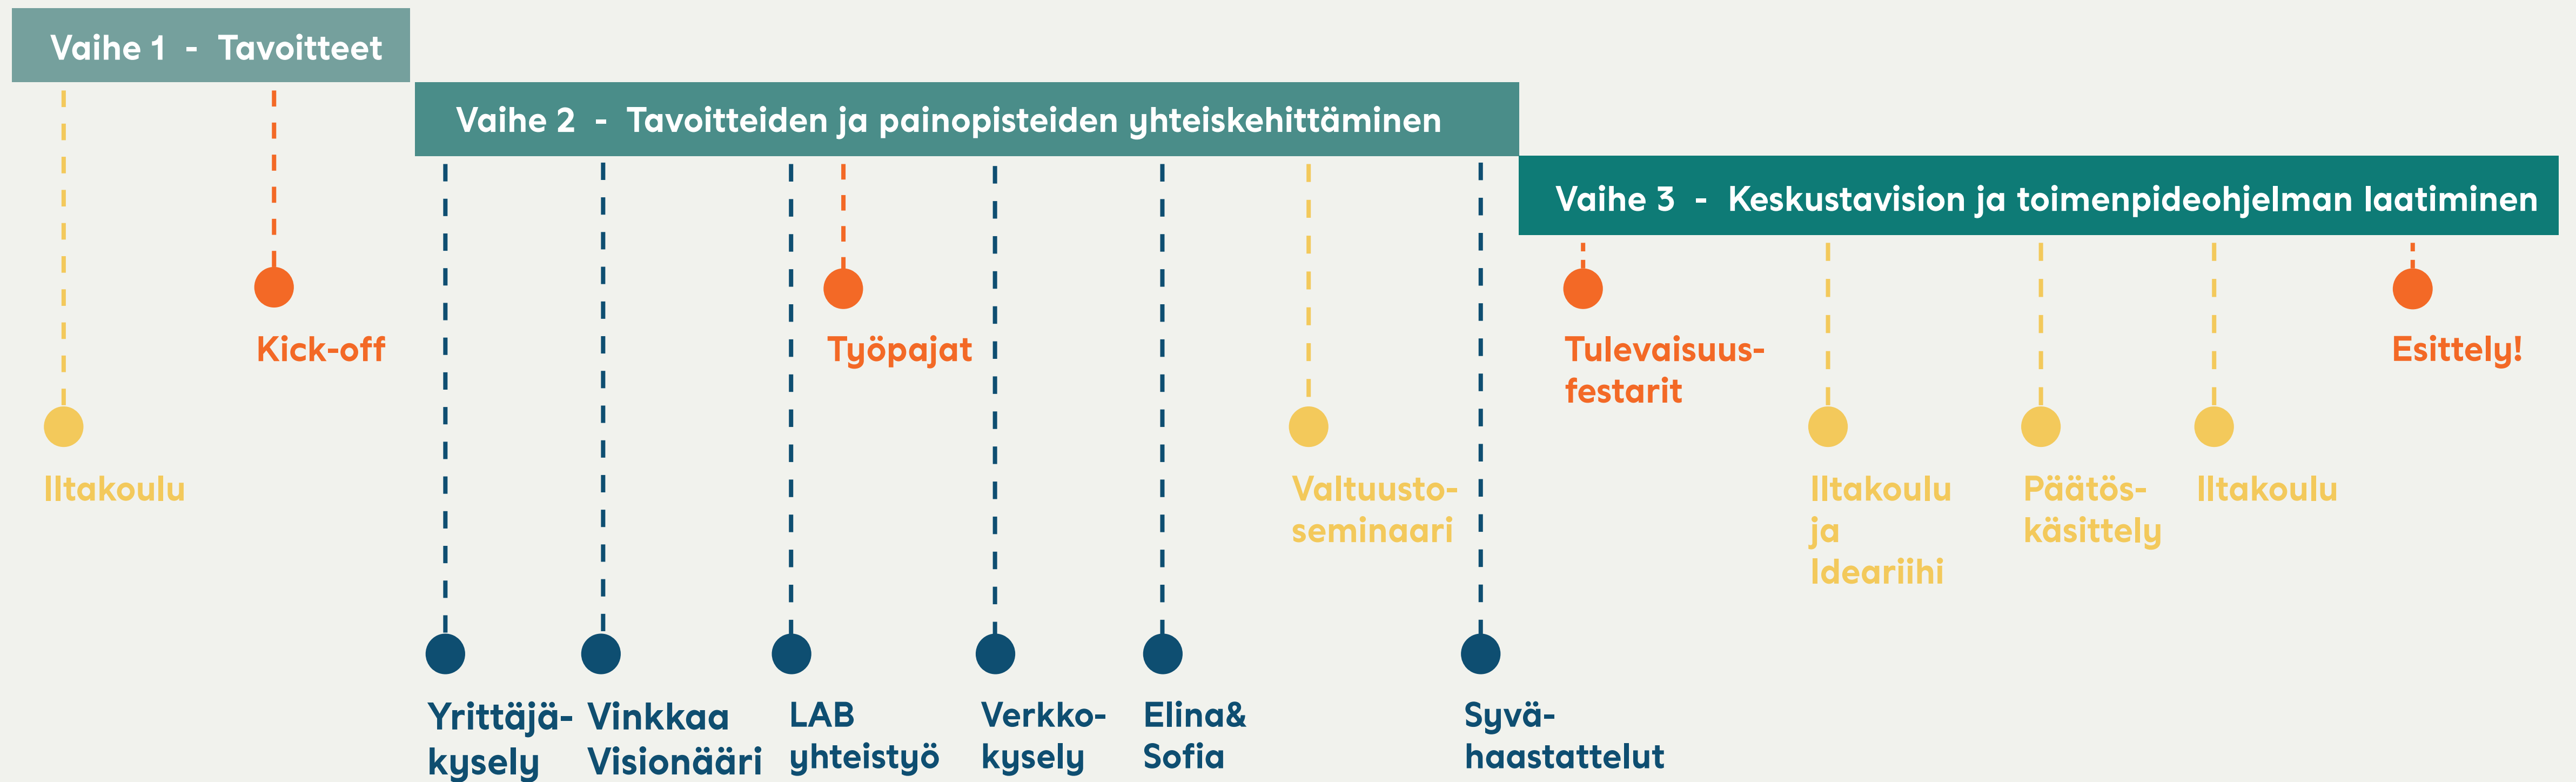 Vaihe 1 - Tavoitteet
Vaihe 2 - Tavoitteiden ja painopisteiden yhteiskehittäminen
Vaihe 3 - Keskustavision ja toimenpideohjelman laatiminen
Kick-off
Työpajat
Tulevaisuus-
festarit
Esittely!
Iltakoulu
Valtuusto-
seminaari
Iltakoulu
ja
Ideariihi
Päätös-
käsittely
Iltakoulu
Yrittäjä-
kysely
Vinkkaa
Visionääri
LAB
yhteistyö
Verkko-
kysely
Elina&
Sofia
Syvä-
haastattelut